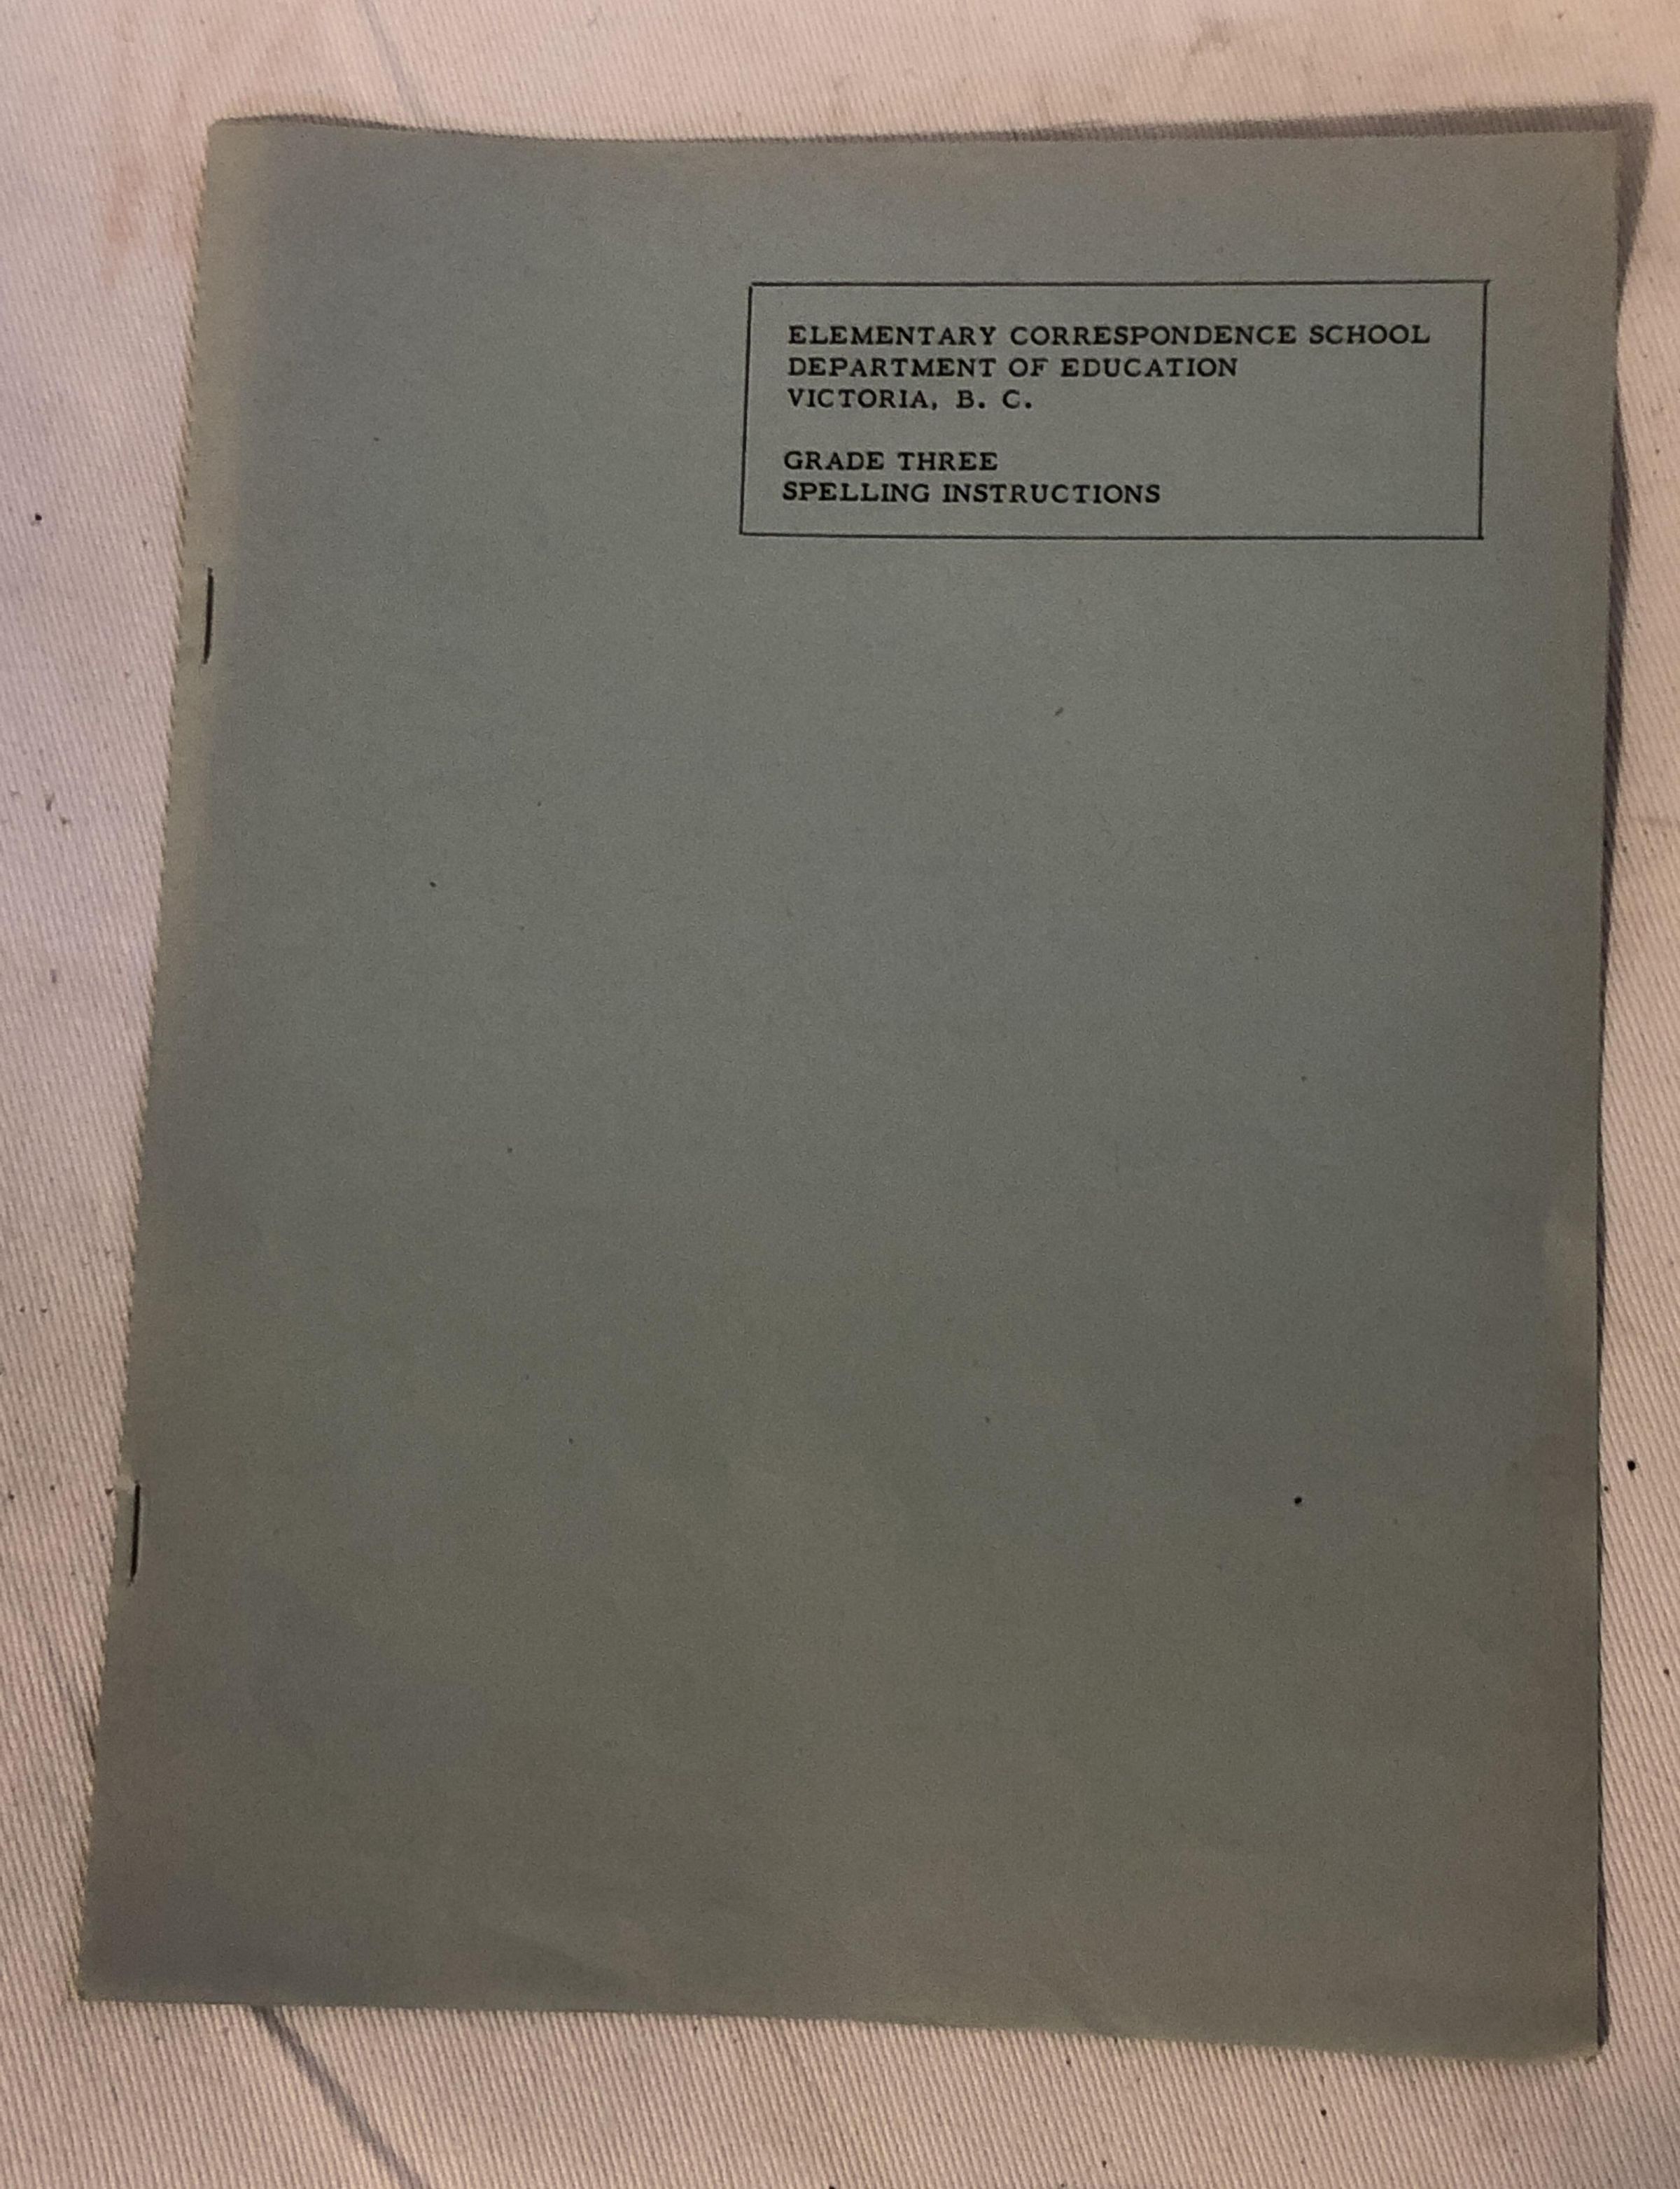 ELEMENTARY CORRESPONDENCE SCHOOL
DEPARTMENT OF EDUCATION
VICTORIA, B. C.
GRADE THREE
SPELLING INSTRUCTIONS